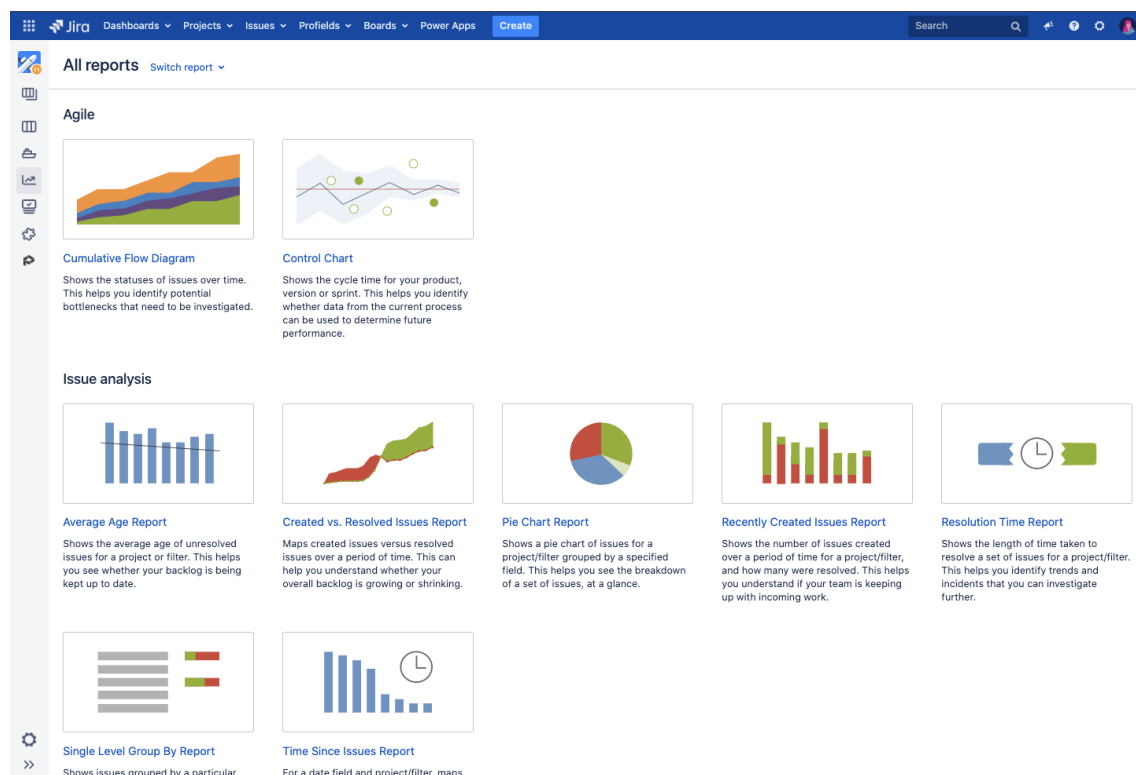 Jira Dashboards Projects Issues Profields Boards Power Apps Create Search
All reports Switch report
Agile
Cumulative Flow Diagram
Shows the statuses of issues over time.
This helps you identify potential
bottlenecks that need to be investigated.
Control Chart
Shows the cycle time for your product,
version or sprint. This helps you identify
whether data from the current process
can be used to determine future
performance.
Issue analysis
Average Age Report
Shows the average age of unresolved
issues for a project or filter. This helps
you see whether your backlog is being
kept up to date.
Created vs. Resolved Issues Report
Maps created issues versus resolved
issues over a period of time. This can
help you understand whether your
overall backlog is growing or shrinking.
Pie Chart Report
Shows a pie chart of issues for a
project/filter grouped by a specified
field. This helps you see the breakdown
of a set of issues, at a glance.
Recently Created Issues Report
Shows the number of issues created
over a period of time for a project/filter,
and how many were resolved. This helps
you understand if your team is keeping
up with incoming work.
Resolution Time Report
Shows the length of time taken to
resolve a set of issues for a project/filter.
This helps you identify trends and
incidents that you can investigate
further.
Single Level Group By Report
Shows issues grouped by a particular
Time Since Issues Report
For a date field and project/filter, maps